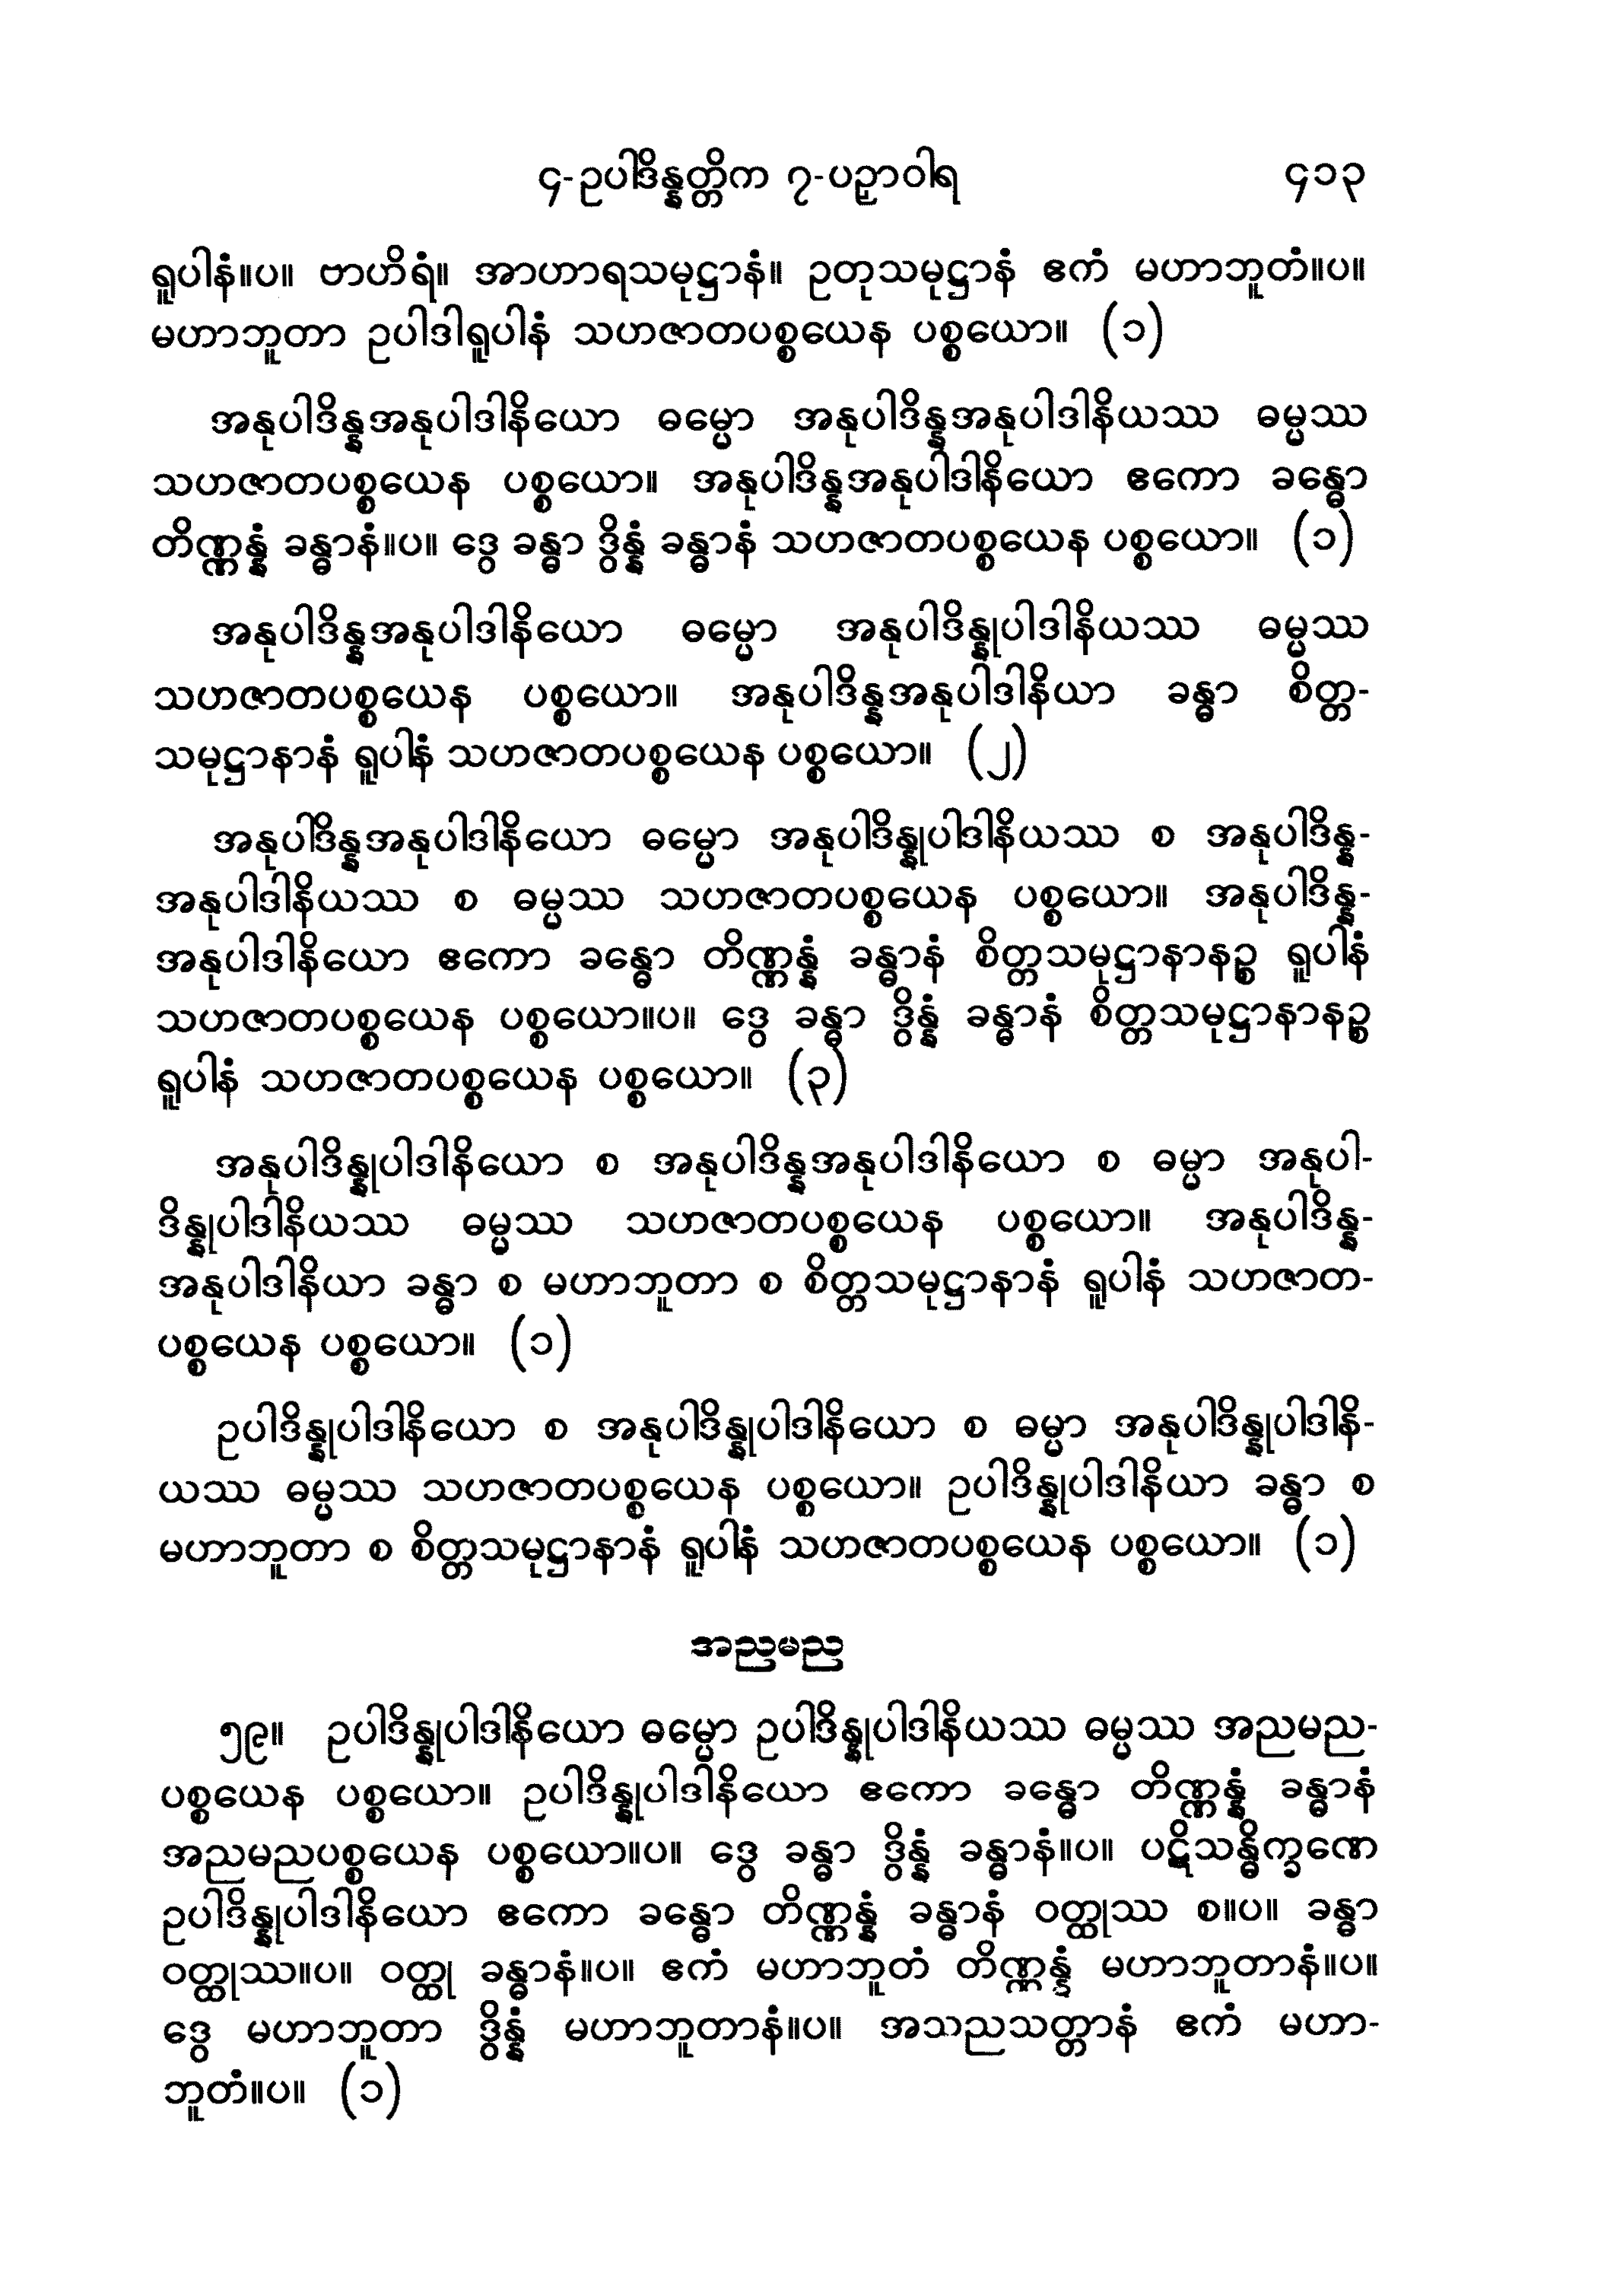 ၄-ဥပါဒိန္နတ္တိက ၇-ပဉှာဝါရ ၄၁၃
ရူပါနံ။ပ။ ဗာဟိရံ။ အာဟာရသမုဋ္ဌာနံ။ ဥတုသမုဋ္ဌာနံ ဧကံ မဟာဘူတံ။ပ။
မဟာဘူတာ ဥပါဒါရူပါနံ သဟဇာတပစ္စယေန ပစ္စယော။ (၁)
အနုပါဒိန္နအနုပါဒါနိယော ဓမ္မော အနုပါဒိန္နအနုပါဒါနိယဿ ဓမ္မဿ
သဟဇာတပစ္စယေန ပစ္စယော။ အနုပါဒိန္နအနုပါဒါနိယော ဧကော ခန္ဓော
တိဏ္ဏန္နံ ခန္ဓာနံ။ပ။ ဒွေ ခန္ဓာ ဒွိန္နံ ခန္ဓာနံ သဟဇာတပစ္စယေန ပစ္စယော။ (၁)
အနုပါဒိန္နအနုပါဒါနိယော ဓမ္မော အနုပါဒိန္နုပါဒါနိယဿ ဓမ္မဿ
သဟဇာတပစ္စယေန ပစ္စယော။ အနုပါဒိန္နအနုပါဒါနိယာ ခန္ဓာ စိတ္တ-
သမုဋ္ဌာနာနံ ရူပါနံ သဟဇာတပစ္စယေန ပစ္စယော။ (၂)
အနုပါဒိန္နအနုပါဒါနိယော ဓမ္မော အနုပါဒိန္နုပါဒါနိယဿ စ အနုပါဒိန္န-
အနုပါဒါနိယဿ စ ဓမ္မဿ သဟဇာတပစ္စယေန ပစ္စယော။ အနုပါဒိန္န-
အနုပါဒါနိယော ဧကော ခန္ဓော တိဏ္ဏန္နံ ခန္ဓာနံ စိတ္တသမုဋ္ဌာနာနဉ္စ ရူပါနံ
သဟဇာတပစ္စယေန ပစ္စယော။ပ။ ဒွေ ခန္ဓာ ဒွိန္နံ ခန္ဓာနံ စိတ္တသမုဋ္ဌာနာနဉ္စ
ရူပါနံ သဟဇာတပစ္စယေန ပစ္စယော။ (၃)
အနုပါဒိန္နုပါဒါနိယော စ အနုပါဒိန္နအနုပါဒါနိယော စ ဓမ္မာ အနုပါ-
ဒိန္နုပါဒါနိယဿ ဓမ္မဿ သဟဇာတပစ္စယေန ပစ္စယော။ အနုပါဒိန္န-
အနုပါဒါနိယာ ခန္ဓာ စ မဟာဘူတာ စ စိတ္တသမုဋ္ဌာနာနံ ရူပါနံ သဟဇာတ-
ပစ္စယေန ပစ္စယော။ (၁)
ဥပါဒိန္နုပါဒါနိယော စ အနုပါဒိန္နုပါဒါနိယော စ ဓမ္မာ အနုပါဒိန္နုပါဒါနိ-
ယဿ ဓမ္မဿ သဟဇာတပစ္စယေန ပစ္စယော။ ဥပါဒိန္နုပါဒါနိယာ ခန္ဓာ စ
မဟာဘူတာ စ စိတ္တသမုဋ္ဌာနာနံ ရူပါနံ သဟဇာတပစ္စယေန ပစ္စယော။ (၁)
အညမည
၅၉။ ဥပါဒိန္နုပါဒါနိယော ဓမ္မော ဥပါဒိန္နုပါဒါနိယဿ ဓမ္မဿ အညမည-
ပစ္စယေန ပစ္စယော။ ဥပါဒိန္နုပါဒါနိယော ဧကော ခန္ဓော တိဏ္ဏန္နံ ခန္ဓာနံ
အညမညပစ္စယေန ပစ္စယော။ပ။ ဒွေ ခန္ဓာ ဒွိန္နံ ခန္ဓာနံ။ပ။ ပဋိသန္ဓိက္ခဏေ
ဥပါဒိန္နုပါဒါနိယော ဧကော ခန္ဓော တိဏ္ဏန္နံ ခန္ဓာနံ ဝတ္ထုဿ စ။ပ။ ခန္ဓာ
ဝတ္ထုဿ။ပ။ ဝတ္ထု ခန္ဓာနံ။ပ။ ဧကံ မဟာဘူတံ တိဏ္ဏန္နံ မဟာဘူတာနံ။ပ။
ဒွေ မဟာဘူတာ ဒွိန္နံ မဟာဘူတာနံ။ပ။ အသညသတ္တာနံ ဧကံ မဟာ-
ဘူတံ။ပ။ (၁)